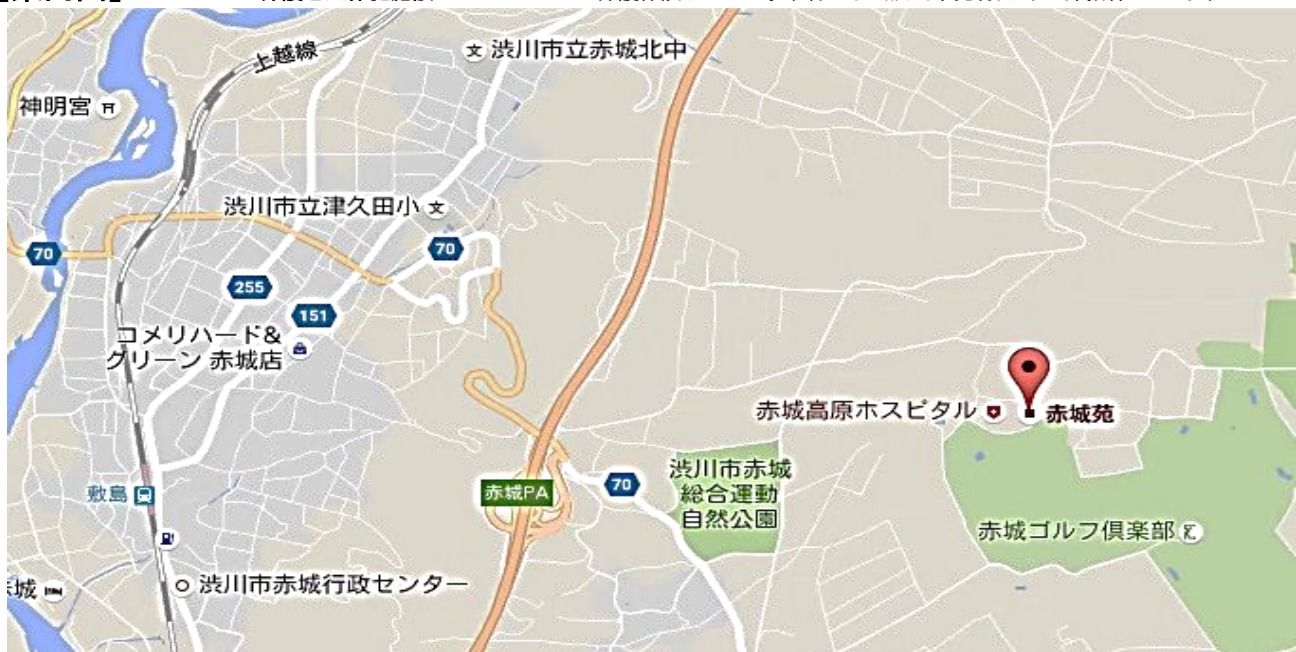 上越線
渋川市立赤城北中
神明宮
渋川市立津久田小
70
70
255
151
コメリハード&
グリーン 赤城店
赤城高原ホスピタル
赤城苑
渋川市赤城
総合運動
自然公園
70
赤城PA
敷島
赤城ゴルフ倶楽部
渋川市赤城行政センター
城